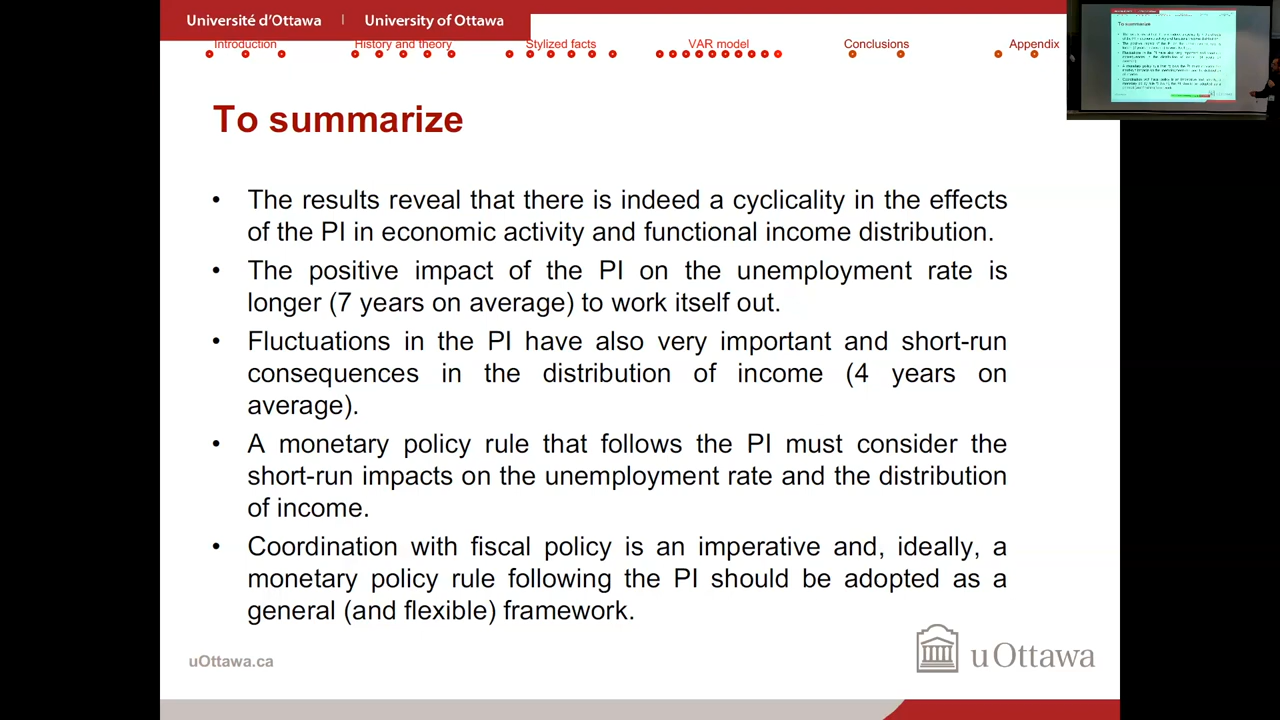 Université d'Ottawa | University of Ottawa
Introduction History and theory Stylized facts VAR model Conclusions Appendix
To summarize
• The results reveal that there is indeed a cyclicality in the effects
of the PI in economic activity and functional income distribution.
• The positive impact of the PI on the unemployment rate is
longer (7 years on average) to work itself out.
• Fluctuations in the PI have also very important and short-run
consequences in the distribution of income (4 years on
average).
• A monetary policy rule that follows the PI must consider the
short-run impacts on the unemployment rate and the distribution
of income.
• Coordination with fiscal policy is an imperative and, ideally, a
monetary policy rule following the PI should be adopted as a
general (and flexible) framework.
uOttawa.ca
uOttawa
To summarize